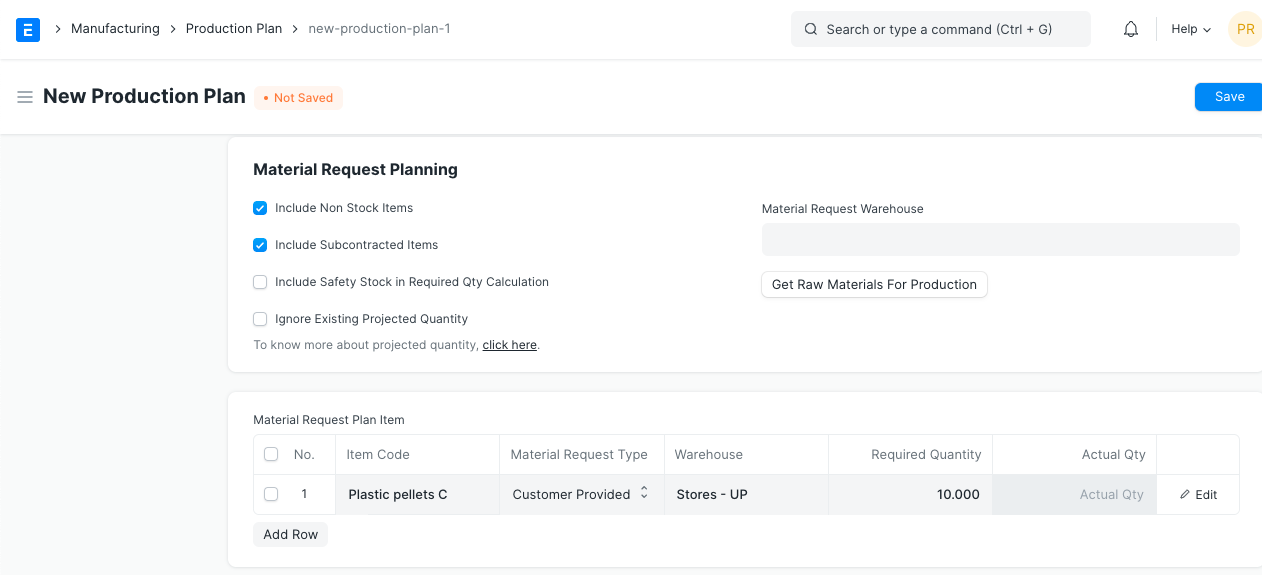 E > Manufacturing > Production Plan > new-production-plan-1 Search or type a command (Ctrl + G) Help PR
New Production Plan • Not Saved Save
Material Request Planning
Include Non Stock Items
Material Request Warehouse
Include Subcontracted Items
Include Safety Stock in Required Qty Calculation
Get Raw Materials For Production
Ignore Existing Projected Quantity
To know more about projected quantity, click here.
Material Request Plan Item
No. Item Code Material Request Type Warehouse Required Quantity Actual Qty
1 Plastic pellets C Customer Provided Stores - UP 10.000 Actual Qty Edit
Add Row